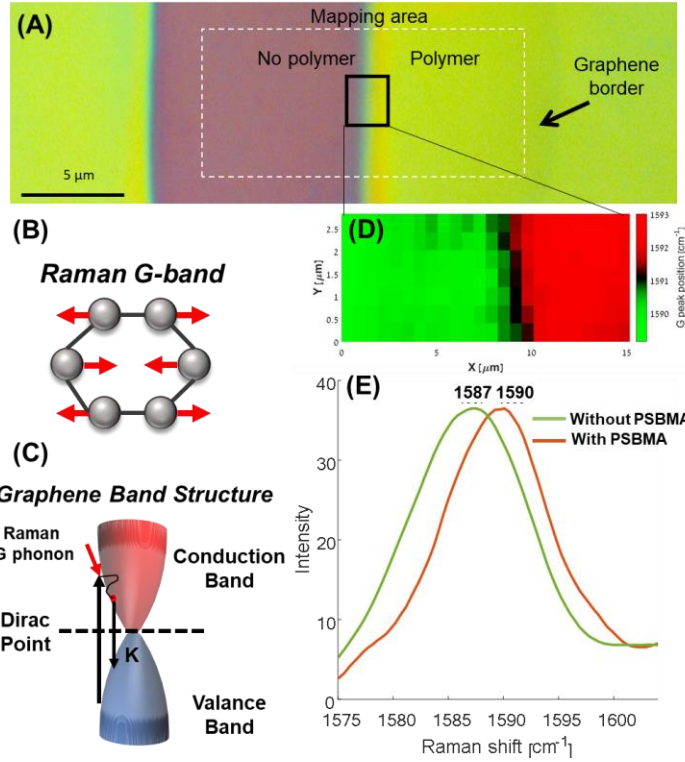 (A)
Mapping area
No polymer
Polymer
Graphene
border
5 µm
(B)
Raman G-band
(C)
Graphene Band Structure
Raman
G phonon
Conduction
Band
Dirac
Point
K
Valance
Band
(D)
2.5
2
1.5
1
0.5
0
Y [µm]
0
5
10
15
X [µm]
1593
1592
1591
1590
G peak position [cm⁻¹]
(E)
1587 1590
Without PSBMA
With PSBMA
40
30
20
10
0
Intensity
1575
1580
1585
1590
1595
1600
Raman shift [cm⁻¹]